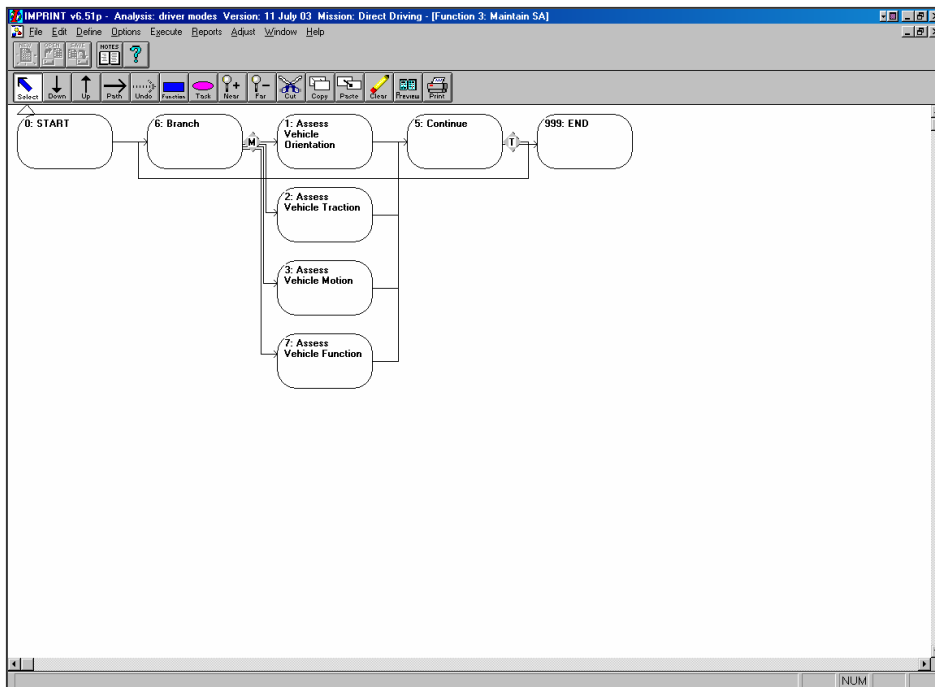 IMPRINT v6.51p - Analysis: driver modes Version: 11 July 03 Mission: Direct Driving - [Function 3: Maintain SA]
File Edit Define Options Execute Reports Adjust Window Help
NEW OPEN SAVE NOTES ?
Select Down Up Path Undo Function Task Near Far Cut Copy Paste Clear Preview Print
0: START
6: Branch
M
1: Assess
Vehicle
Orientation
5: Continue
T
999: END
2: Assess
Vehicle Traction
3: Assess
Vehicle Motion
7: Assess
Vehicle Function
NUM